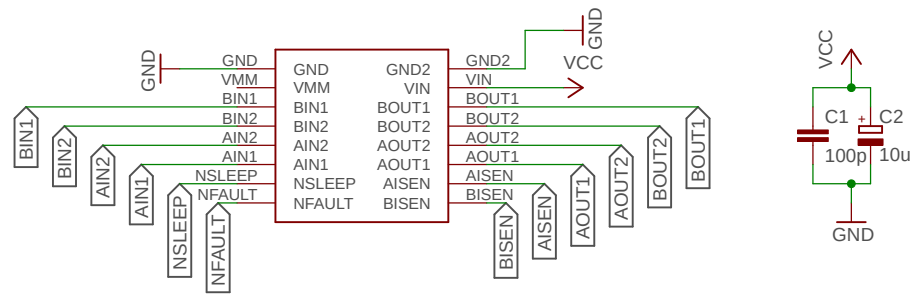 GND
GND
VCC
GND
VMM
BIN1
BIN2
AIN2
AIN1
NSLEEP
NFAULT
GND
VMM
BIN1
BIN2
AIN2
AIN1
NSLEEP
NFAULT
GND2
VIN
BOUT1
BOUT2
AOUT2
AOUT1
AISEN
BISEN
GND2
VIN
BOUT1
BOUT2
AOUT2
AOUT1
AISEN
BISEN
BIN1
BIN2
AIN2
AIN1
NSLEEP
NFAULT
BISEN
AISEN
AOUT1
AOUT2
BOUT2
BOUT1
VCC
+
C1
100p
C2
10u
GND